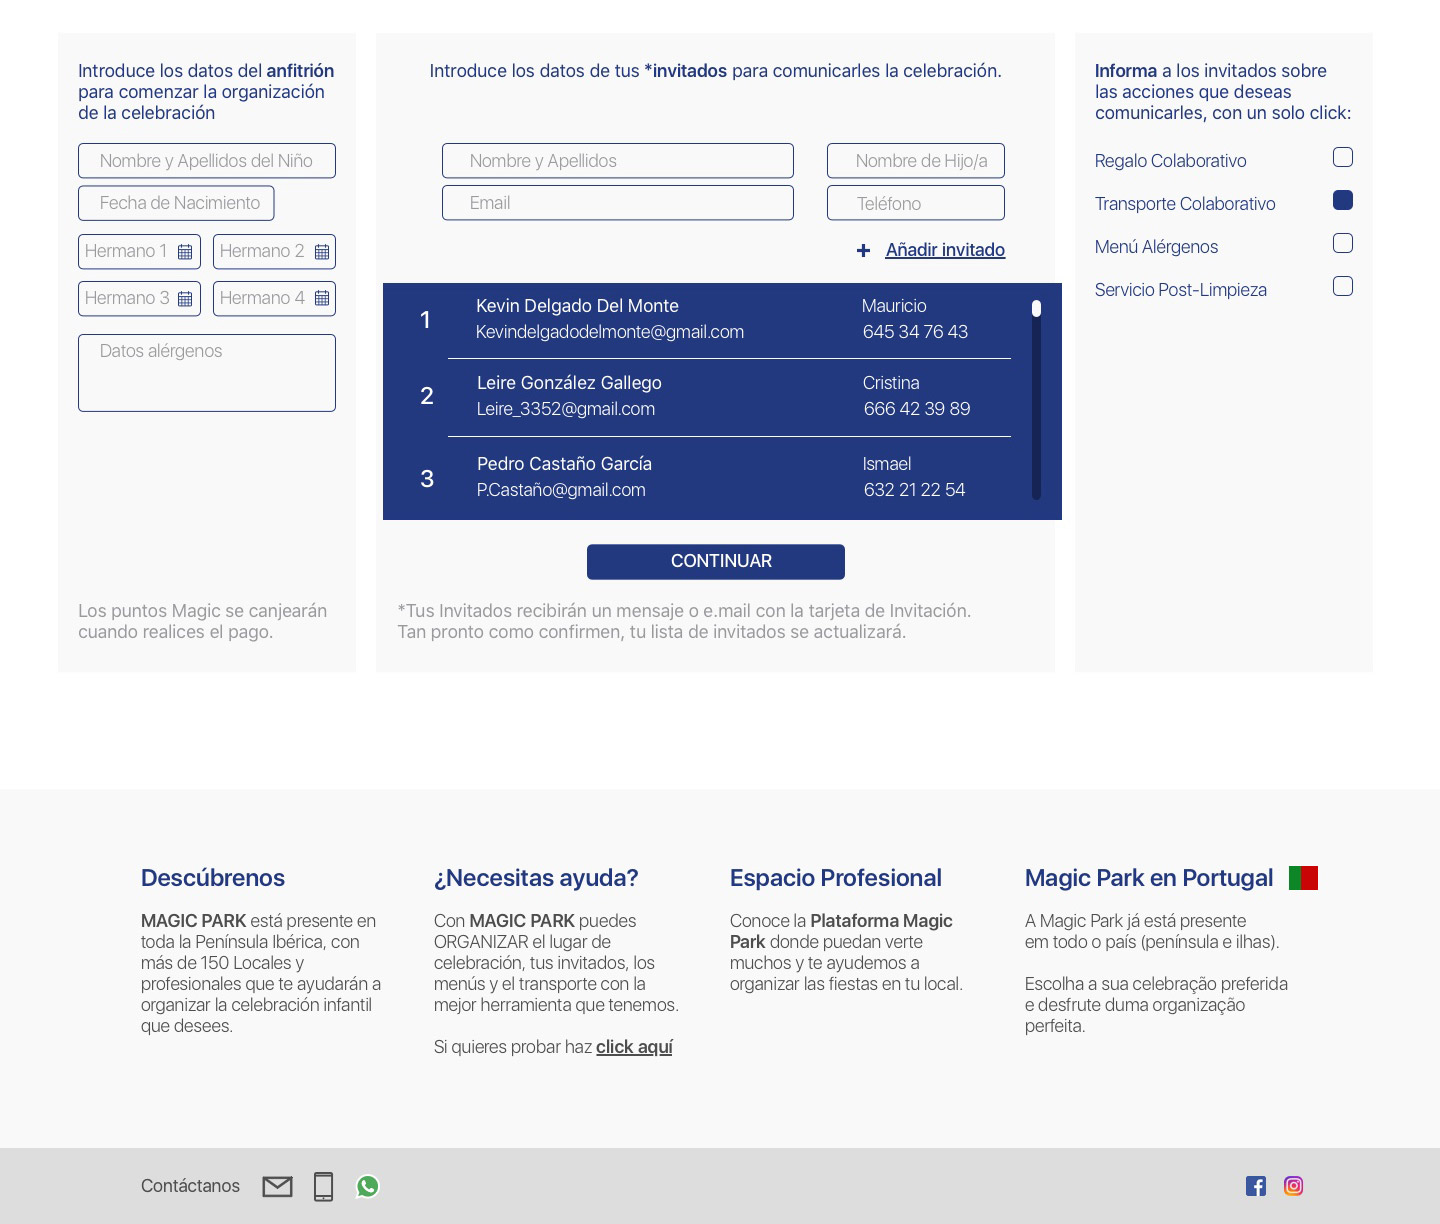 Introduce los datos del anfitrión
para comenzar la organización
de la celebración
Nombre y Apellidos del Niño
Fecha de Nacimiento
Hermano 1
Hermano 2
Hermano 3
Hermano 4
Datos alérgenos
Los puntos Magic se canjearán
cuando realices el pago.
Introduce los datos de tus *invitados para comunicarles la celebración.
Nombre y Apellidos
Nombre de Hijo/a
Email
Teléfono
+ Añadir invitado
1
Kevin Delgado Del Monte
Mauricio
Kevindelgadodelmonte@gmail.com
645 34 76 43
2
Leire González Gallego
Cristina
Leire_3352@gmail.com
666 42 39 89
3
Pedro Castaño García
Ismael
P.Castaño@gmail.com
632 21 22 54
CONTINUAR
*Tus Invitados recibirán un mensaje o e.mail con la tarjeta de Invitación.
Tan pronto como confirmen, tu lista de invitados se actualizará.
Informa a los invitados sobre
las acciones que deseas
comunicarles, con un solo click:
Regalo Colaborativo
Transporte Colaborativo
Menú Alérgenos
Servicio Post-Limpieza
Descúbrenos
MAGIC PARK está presente en
toda la Península Ibérica, con
más de 150 Locales y
profesionales que te ayudarán a
organizar la celebración infantil
que desees.
¿Necesitas ayuda?
Con MAGIC PARK puedes
ORGANIZAR el lugar de
celebración, tus invitados, los
menús y el transporte con la
mejor herramienta que tenemos.
Si quieres probar haz click aquí
Espacio Profesional
Conoce la Plataforma Magic
Park donde puedan verte
muchos y te ayudemos a
organizar las fiestas en tu local.
Magic Park en Portugal
A Magic Park já está presente
em todo o país (península e ilhas).
Escolha a sua celebração preferida
e desfrute duma organização
perfeita.
Contáctanos